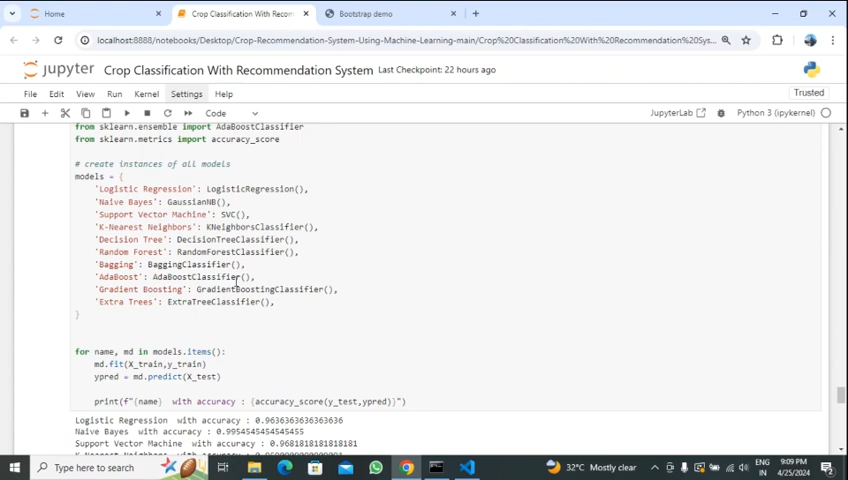 Home
Crop Classification With Recom
Bootstrap demo
localhost:8888/notebooks/Desktop/Crop-Recommendation-System-Using-Machine-Learning-main/Crop%20Classification%20With%20Recommendation%20Sys...
jupyter Crop Classification With Recommendation System Last Checkpoint: 22 hours ago
File Edit View Run Kernel Settings Help
Trusted
Code
JupyterLab
Python 3 (ipykernel)
from sklearn.ensemble import AdaBoostClassifier
from sklearn.metrics import accuracy_score
# create instances of all models
models = {
'Logistic Regression': LogisticRegression(),
'Naive Bayes': GaussianNB(),
'Support Vector Machine': SVC(),
'K-Nearest Neighbors': KNeighborsClassifier(),
'Decision Tree': DecisionTreeClassifier(),
'Random Forest': RandomForestClassifier(),
'Bagging': BaggingClassifier(),
'AdaBoost': AdaBoostClassifier(),
'Gradient Boosting': GradientBoostingClassifier(),
'Extra Trees': ExtraTreeClassifier(),
}
for name, md in models.items():
md.fit(X_train,y_train)
ypred = md.predict(X_test)
print(f"{name}  with accuracy : {accuracy_score(y_test,ypred)}")
Logistic Regression  with accuracy : 0.9636363636363636
Naive Bayes  with accuracy : 0.9954545454545455
Support Vector Machine  with accuracy : 0.9681818181818181
Type here to search
32°C Mostly clear
ENG
IN
9:09 PM
4/25/2024